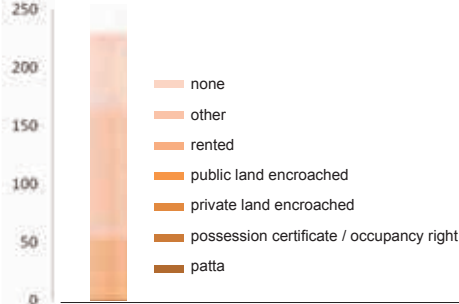 250
200
150
100
50
0
none
other
rented
public land encroached
private land encroached
possession certificate / occupancy right
patta